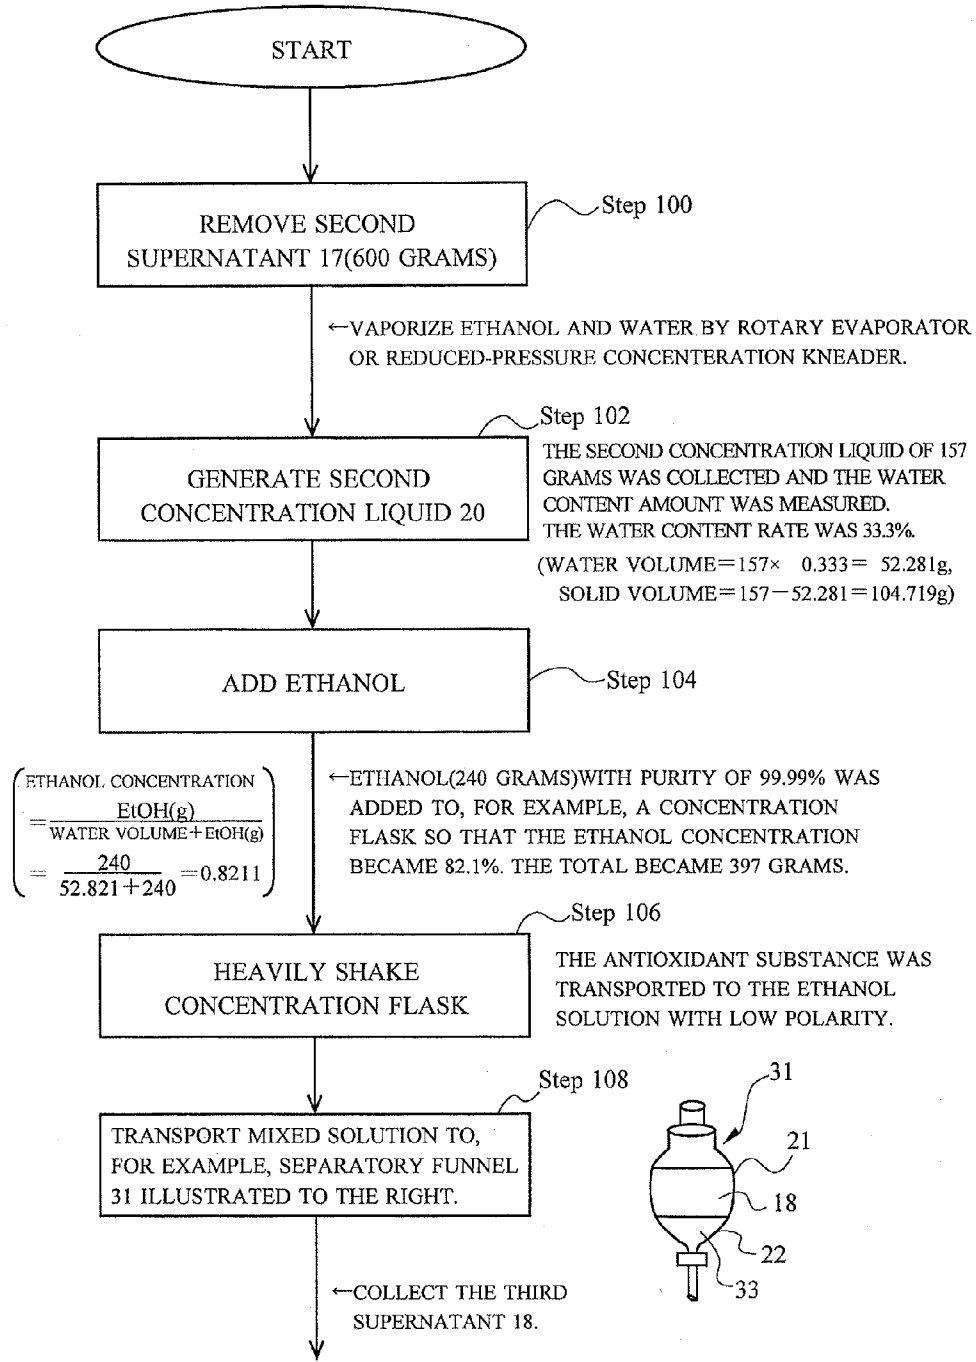 START
Step 100
REMOVE SECOND
SUPERNATANT 17(600 GRAMS)
←VAPORIZE ETHANOL AND WATER BY ROTARY EVAPORATOR
OR REDUCED-PRESSURE CONCENTERATION KNEADER.
Step 102
GENERATE SECOND
CONCENTRATION LIQUID 20
THE SECOND CONCENTRATION LIQUID OF 157
GRAMS WAS COLLECTED AND THE WATER
CONTENT AMOUNT WAS MEASURED.
THE WATER CONTENT RATE WAS 33.3%.
(WATER VOLUME=157× 0.333= 52.281g,
SOLID VOLUME=157-52.281=104.719g)
ADD ETHANOL
Step 104
ETHANOL CONCENTRATION
= EtOH(g)
WATER VOLUME+EtOH(g)
= 240
52.821+240 =0.8211
←ETHANOL(240 GRAMS)WITH PURITY OF 99.99% WAS
ADDED TO, FOR EXAMPLE, A CONCENTRATION
FLASK SO THAT THE ETHANOL CONCENTRATION
BECAME 82.1%. THE TOTAL BECAME 397 GRAMS.
Step 106
HEAVILY SHAKE
CONCENTRATION FLASK
THE ANTIOXIDANT SUBSTANCE WAS
TRANSPORTED TO THE ETHANOL
SOLUTION WITH LOW POLARITY.
Step 108
TRANSPORT MIXED SOLUTION TO,
FOR EXAMPLE, SEPARATORY FUNNEL
31 ILLUSTRATED TO THE RIGHT.
31
21
18
22
33
←COLLECT THE THIRD
SUPERNATANT 18.